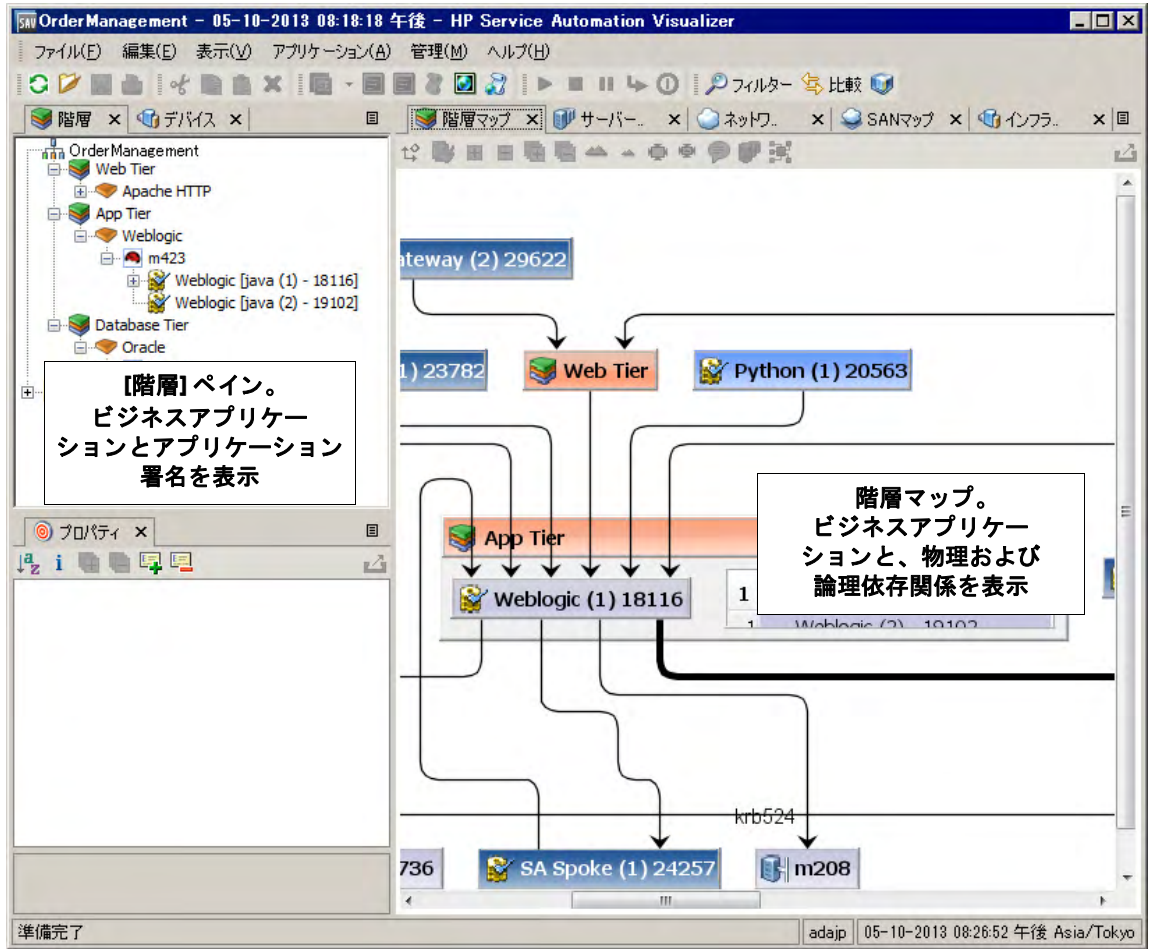 OrderManagement - 05-10-2013 08:18:18 午後 - HP Service Automation Visualizer
ファイル(F) 編集(E) 表示(V) アプリケーション(A) 管理(M) ヘルプ(H)
フィルター 比較
階層 デバイス
階層マップ サーバー.. ネットワ.. SANマップ インフラ..
OrderManagement
Web Tier
Apache HTTP
App Tier
Weblogic
m423
Weblogic [java (1) - 18116]
Weblogic [java (2) - 19102]
Database Tier
Oracle
[階層] ペイン。
ビジネスアプリケー
ションとアプリケーション
署名を表示
プロパティ
ateway (2) 29622
1) 23782
Web Tier
Python (1) 20563
階層マップ。
ビジネスアプリケー
ションと、物理および
論理依存関係を表示
App Tier
Weblogic (1) 18116
1
1 Weblogic (2) - 19102
krb524
736
SA Spoke (1) 24257
m208
準備完了
adajp 05-10-2013 08:26:52 午後 Asia/Tokyo